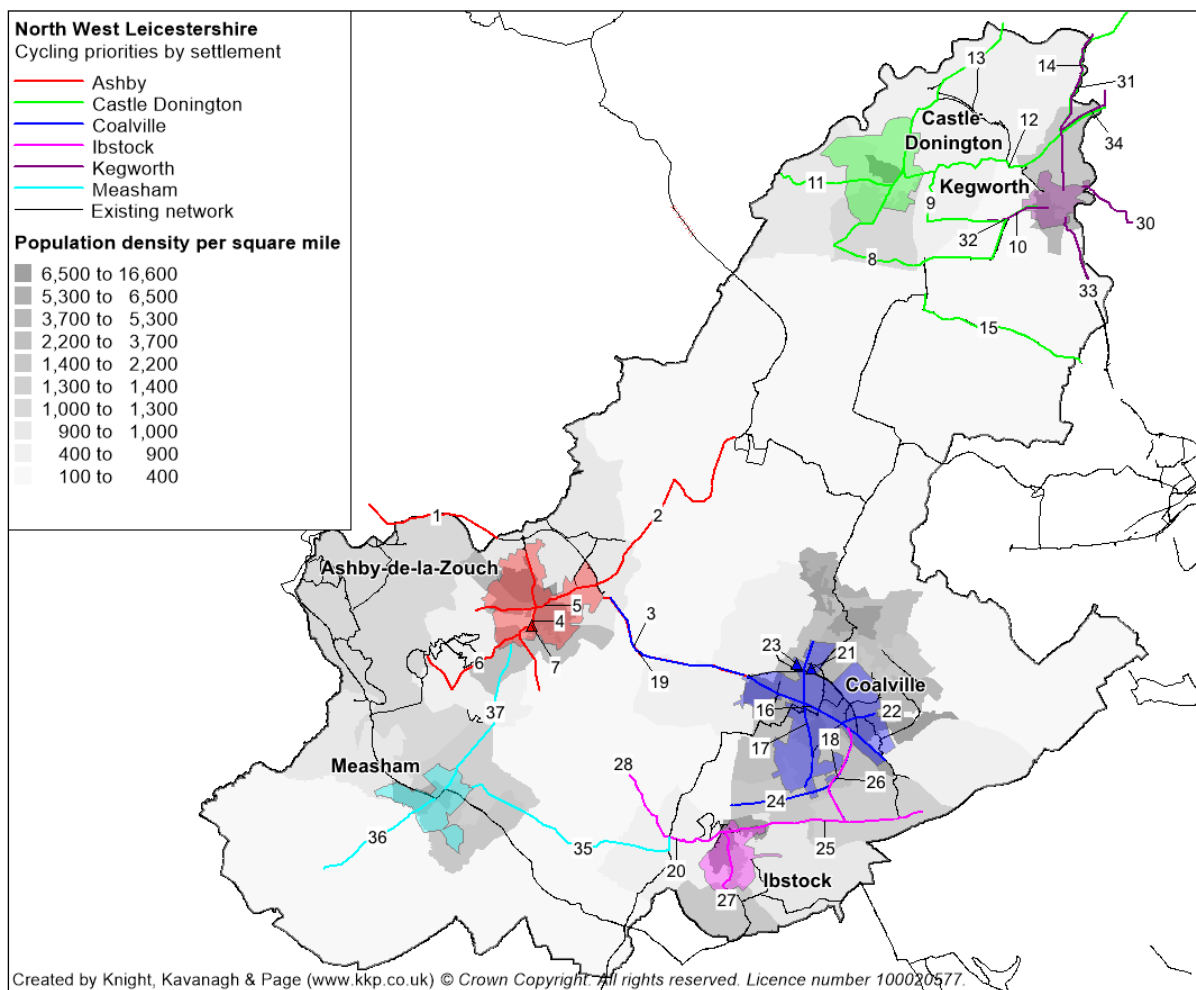 North West Leicestershire
Cycling priorities by settlement
Ashby
Castle Donington
Coalville
Ibstock
Kegworth
Measham
Existing network
Population density per square mile
6,500 to 16,600
5,300 to 6,500
3,700 to 5,300
2,200 to 3,700
1,400 to 2,200
1,300 to 1,400
1,000 to 1,300
900 to 1,000
400 to 900
100 to 400
13
14
31
Castle
Donington
12
34
11
Kegworth
9
30
32
10
8
33
15
1
2
Ashby-de-la-Zouch
5
4
3
6
7
19
23
21
Coalville
16
22
37
17
18
Measham
28
26
24
36
35
25
20
Ibstock
27
Created by Knight, Kavanagh & Page (www.kkp.co.uk) © Crown Copyright. All rights reserved. Licence number 100020577.